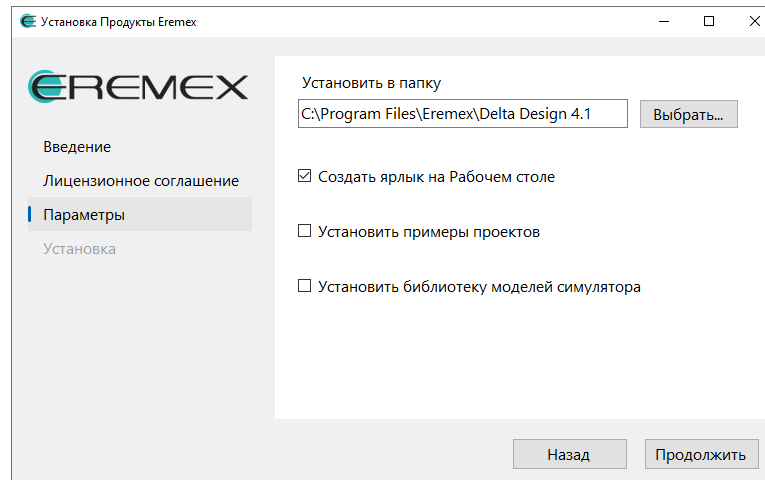 Установка Продукты Eremex
EREMEX
Введение
Лицензионное соглашение
Параметры
Установка
Установить в папку
C:\Program Files\Eremex\Delta Design 4.1
Выбрать...
Создать ярлык на Рабочем столе
Установить примеры проектов
Установить библиотеку моделей симулятора
Назад
Продолжить